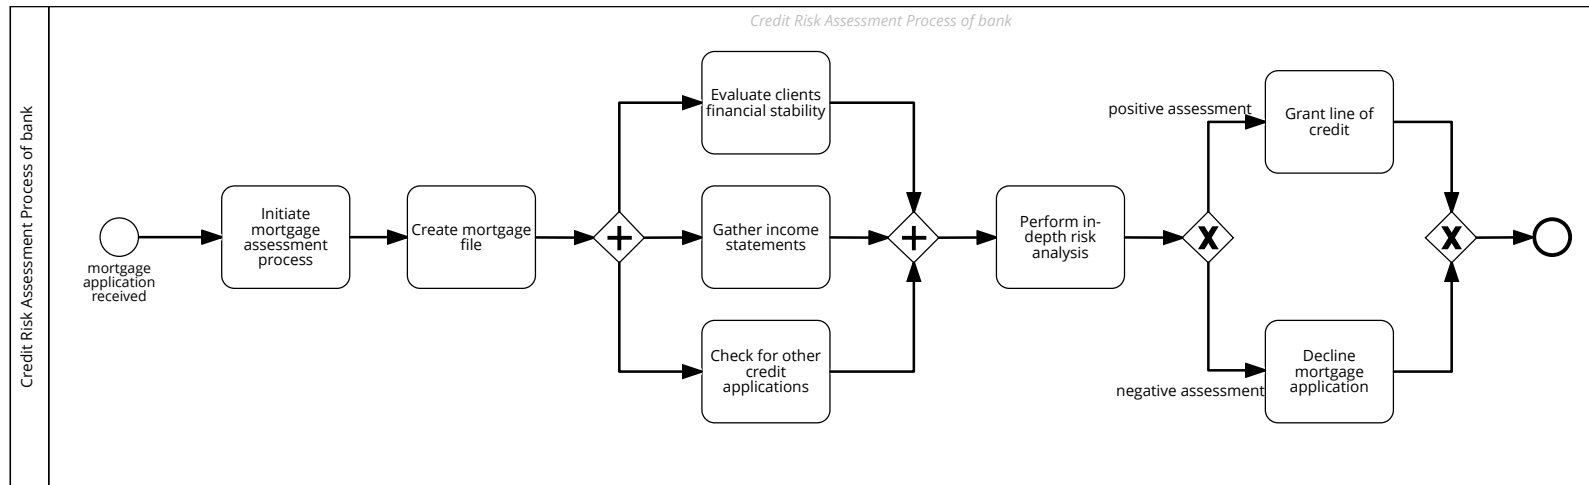 Credit Risk Assessment Process of bank
Credit Risk Assessment Process of bank
mortgage
application
received
Initiate
mortgage
assessment
process
Create mortgage
file
Evaluate clients
financial stability
Gather income
statements
Check for other
credit
applications
Perform in-
depth risk
analysis
positive assessment
negative assessment
Grant line of
credit
Decline
mortgage
application